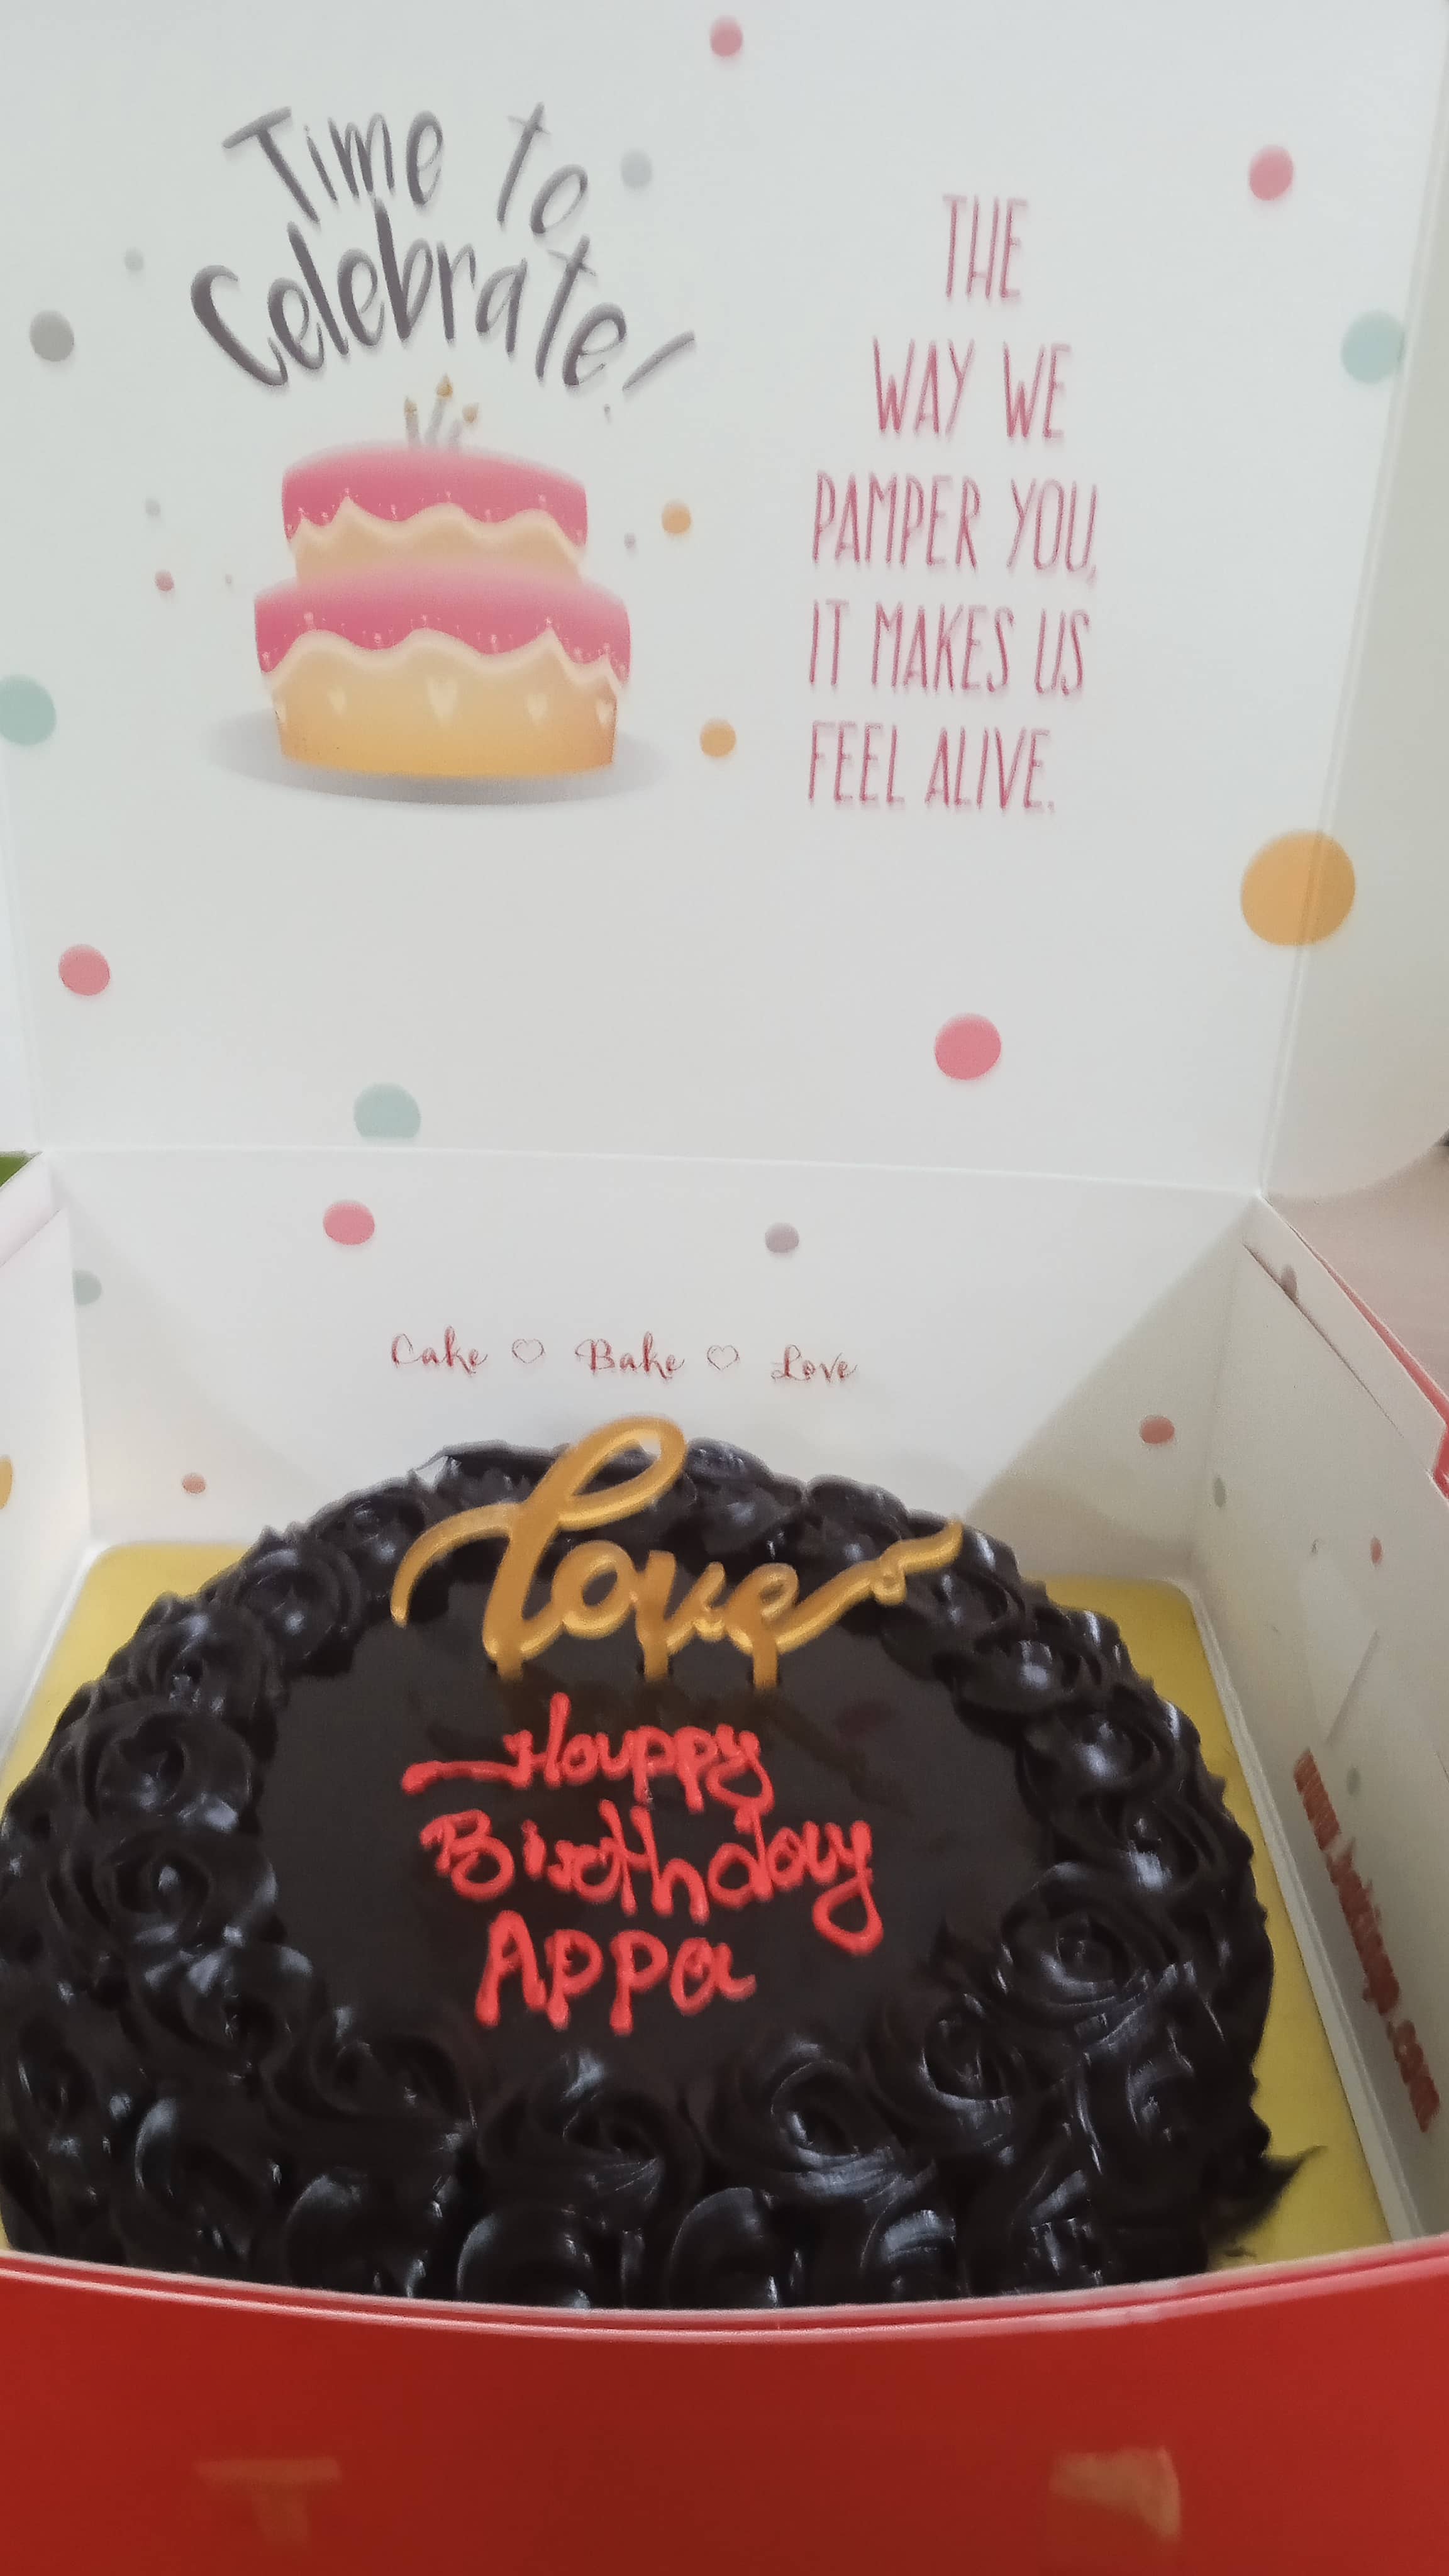 Time to
Celebrate!
THE
WAY WE
PAMPER YOU,
IT MAKES US
FEEL ALIVE.
Cake ♡ Bake ♡ Love
love
Happy
Birthday
Appa